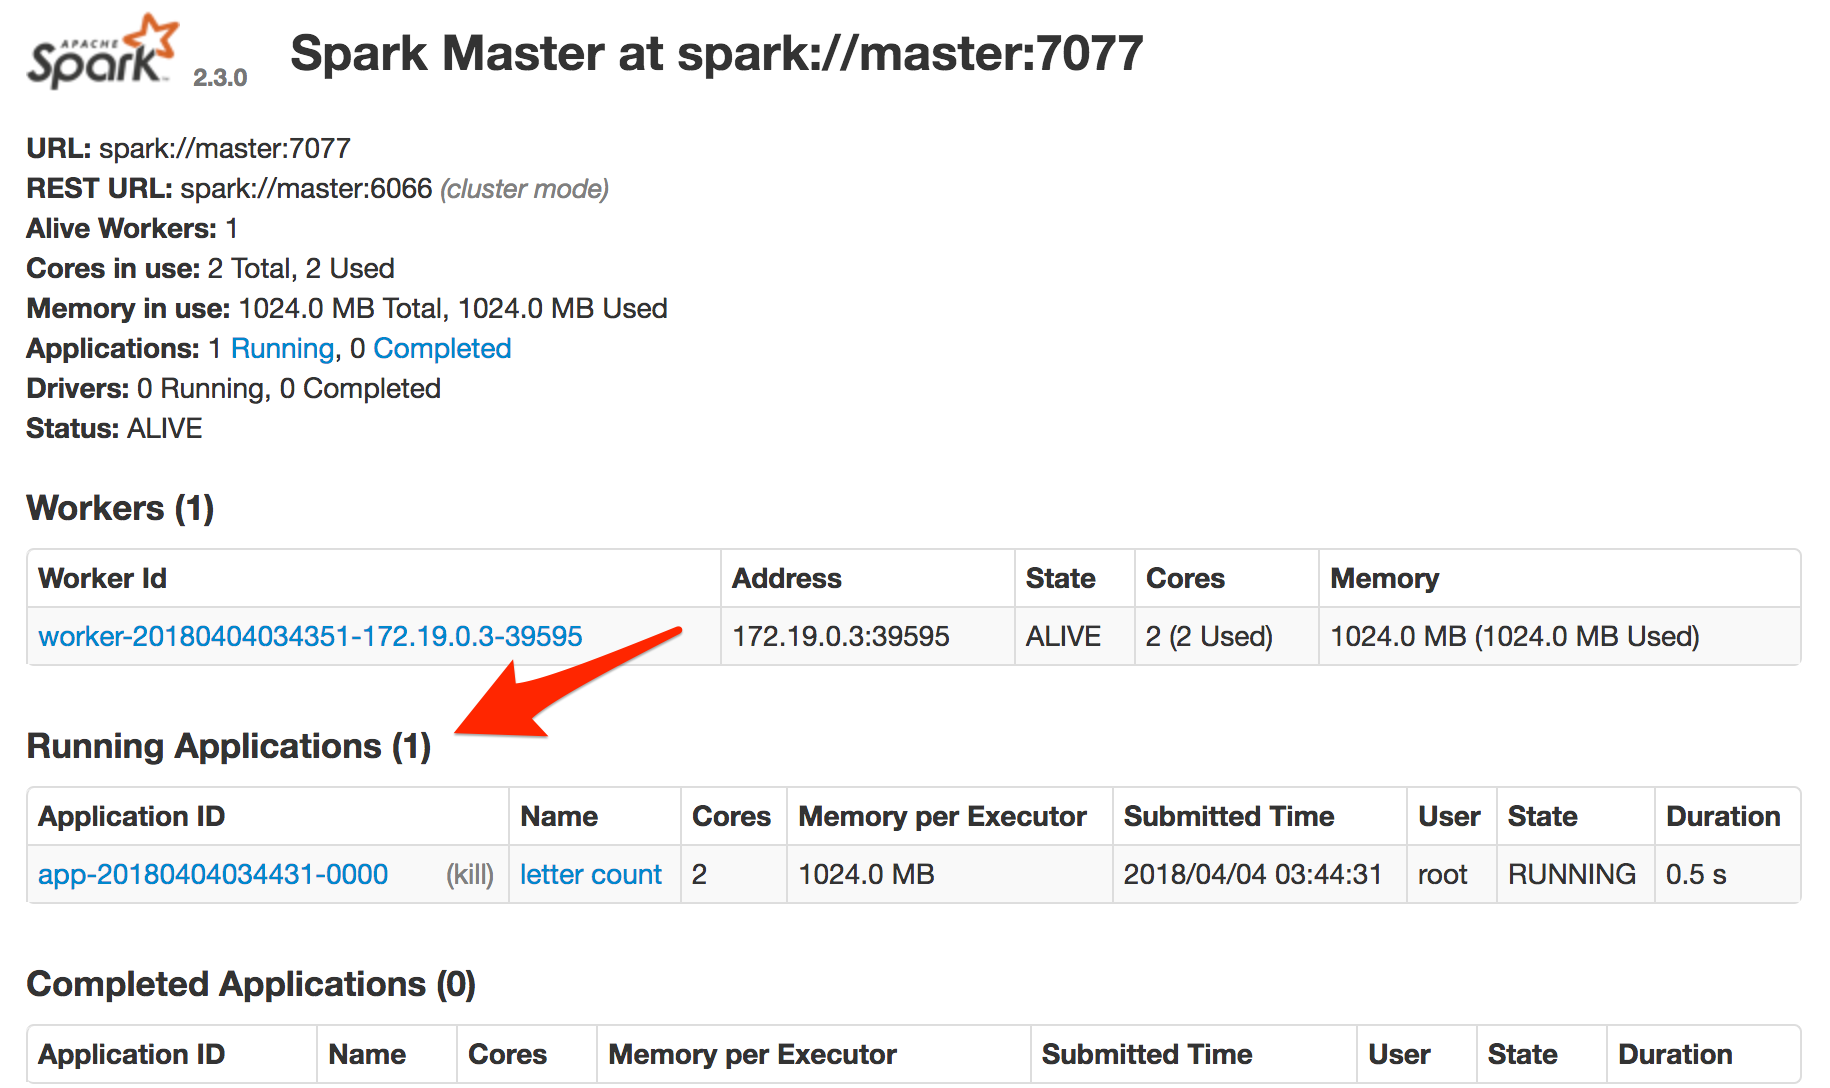 APACHE
Spark 2.3.0 Spark Master at spark://master:7077
URL: spark://master:7077
REST URL: spark://master:6066 (cluster mode)
Alive Workers: 1
Cores in use: 2 Total, 2 Used
Memory in use: 1024.0 MB Total, 1024.0 MB Used
Applications: 1 Running, 0 Completed
Drivers: 0 Running, 0 Completed
Status: ALIVE
Workers (1)
Worker Id Address State Cores Memory
worker-20180404034351-172.19.0.3-39595 172.19.0.3:39595 ALIVE 2 (2 Used) 1024.0 MB (1024.0 MB Used)
Running Applications (1)
Application ID Name Cores Memory per Executor Submitted Time User State Duration
app-20180404034431-0000 (kill) letter count 2 1024.0 MB 2018/04/04 03:44:31 root RUNNING 0.5 s
Completed Applications (0)
Application ID Name Cores Memory per Executor Submitted Time User State Duration